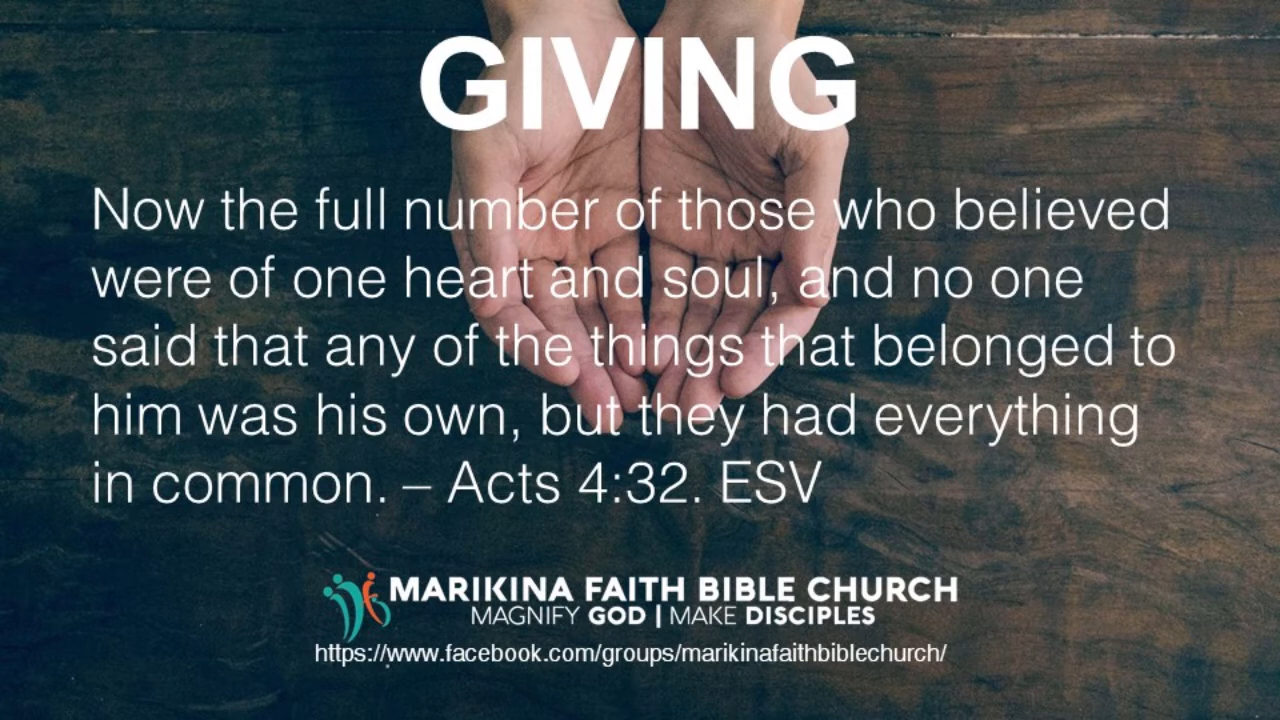 GIVING
Now the full number of those who believed
were of one heart and soul, and no one
said that any of the things that belonged to
him was his own, but they had everything
in common. – Acts 4:32. ESV
MARIKINA FAITH BIBLE CHURCH
MAGNIFY GOD | MAKE DISCIPLES
https://www.facebook.com/groups/marikinafaithbiblechurch/